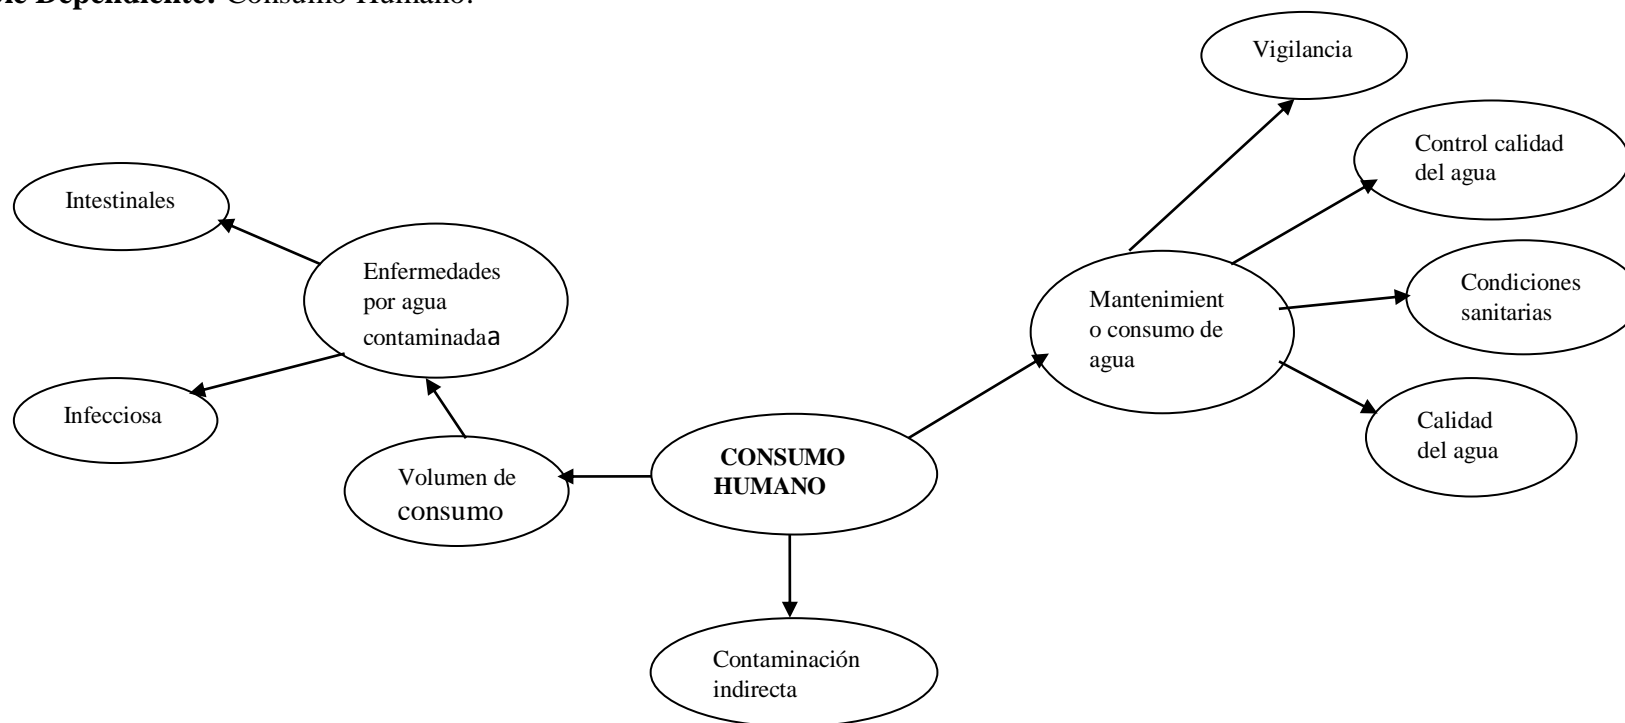 Dependiente: Consumo Humano.
Vigilancia
Control calidad
del agua
Intestinales
Enfermedades
por agua
contaminada
Condiciones
sanitarias
Mantenimient
o consumo de
agua
Infecciosa
Calidad
del agua
CONSUMO
HUMANO
Volumen de
consumo
Contaminación
indirecta